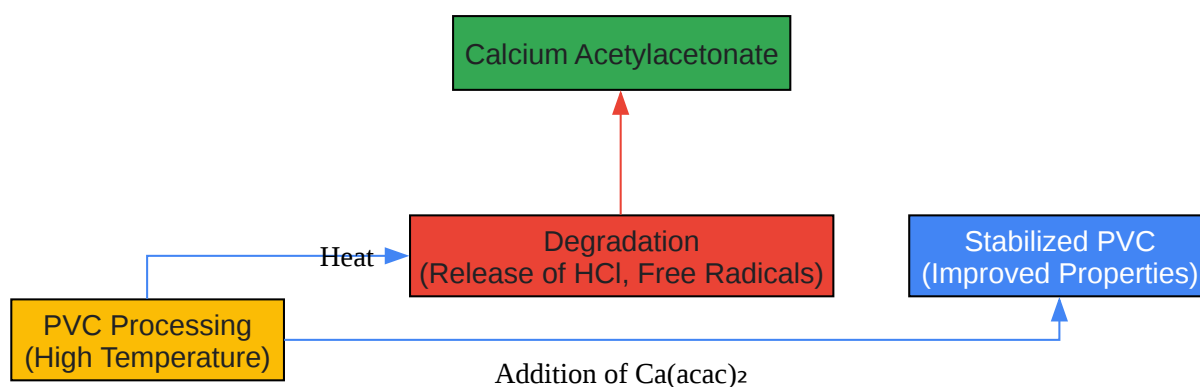 Calcium Acetylacetonate
Degradation
(Release of HCl, Free Radicals)
Stabilized PVC
(Improved Properties)
Heat
PVC Processing
(High Temperature)
Addition of Ca(acac)₂